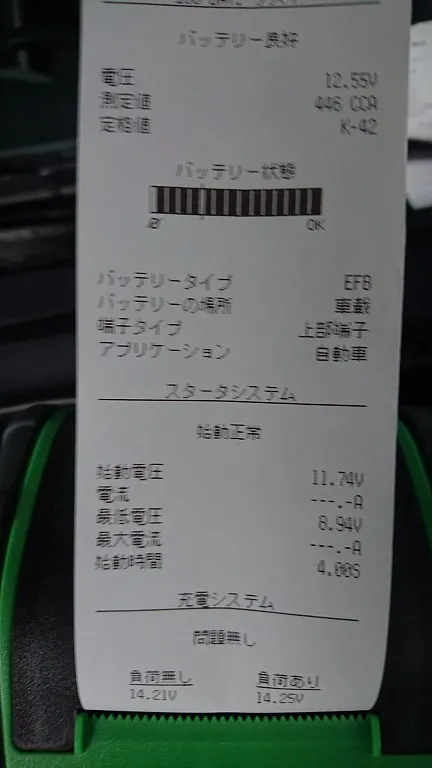 バッテリー良好
電圧 12.55V
測定値 446 CCA
定格値 K-42
バッテリー状態
0 OK
バッテリータイプ EFB
バッテリーの場所 車載
端子タイプ 上部端子
アプリケーション 自動車
スタータシステム
始動正常
始動電圧 11.74V
電流 ---.-A
最低電圧 8.94V
最大電流 ---.-A
始動時間 4.00S
充電システム
問題無し
負荷無し 負荷あり
14.21V 14.25V